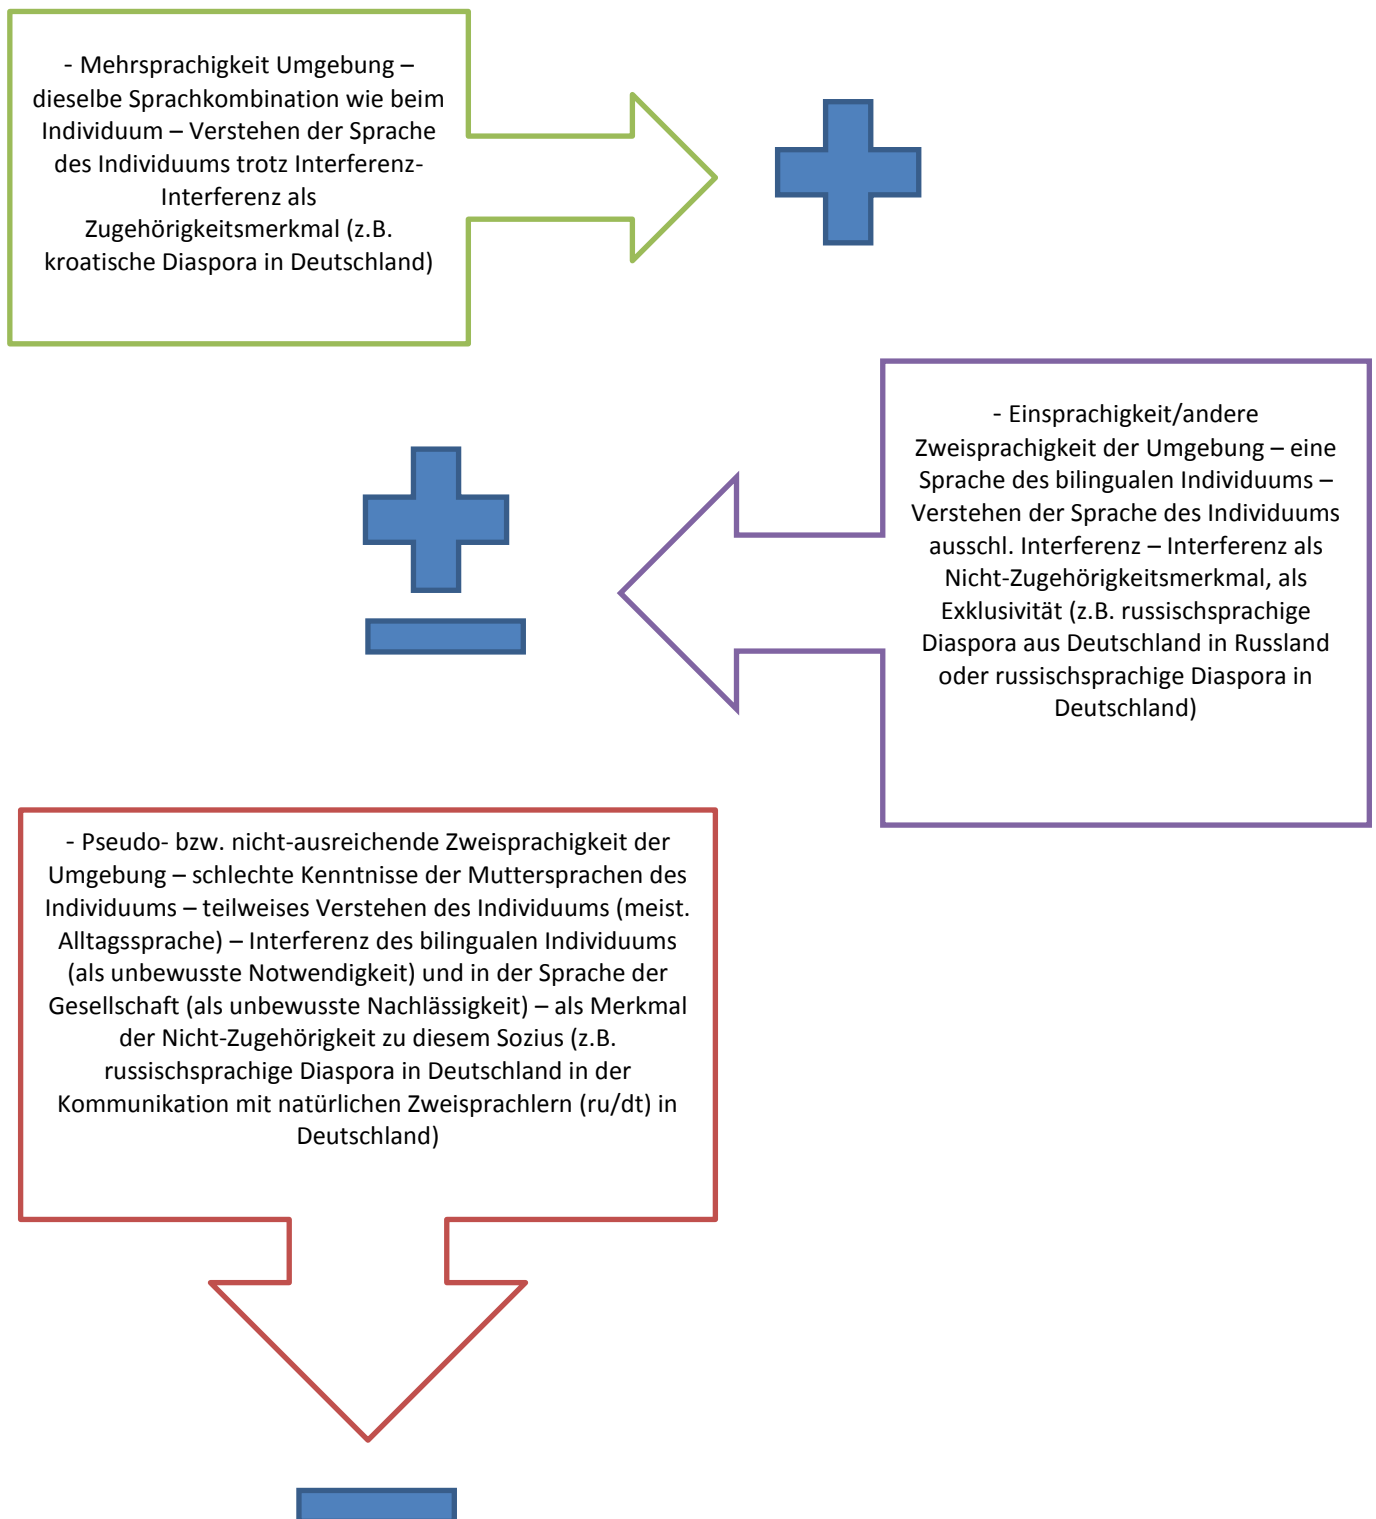 - Mehrsprachigkeit Umgebung –
dieselbe Sprachkombination wie beim
Individuum – Verstehen der Sprache
des Individuums trotz Interferenz-
Interferenz als
Zugehörigkeitsmerkmal (z.B.
kroatische Diaspora in Deutschland)
- Einsprachigkeit/andere
Zweisprachigkeit der Umgebung – eine
Sprache des bilingualen Individuums –
Verstehen der Sprache des Individuums
ausschl. Interferenz – Interferenz als
Nicht-Zugehörigkeitsmerkmal, als
Exklusivität (z.B. russischsprachige
Diaspora aus Deutschland in Russland
oder russischsprachige Diaspora in
Deutschland)
- Pseudo- bzw. nicht-ausreichende Zweisprachigkeit der
Umgebung – schlechte Kenntnisse der Muttersprachen des
Individuums – teilweises Verstehen des Individuums (meist.
Alltagssprache) – Interferenz des bilingualen Individuums
(als unbewusste Notwendigkeit) und in der Sprache der
Gesellschaft (als unbewusste Nachlässigkeit) – als Merkmal
der Nicht-Zugehörigkeit zu diesem Sozius (z.B.
russischsprachige Diaspora in Deutschland in der
Kommunikation mit natürlichen Zweisprachlern (ru/dt) in
Deutschland)